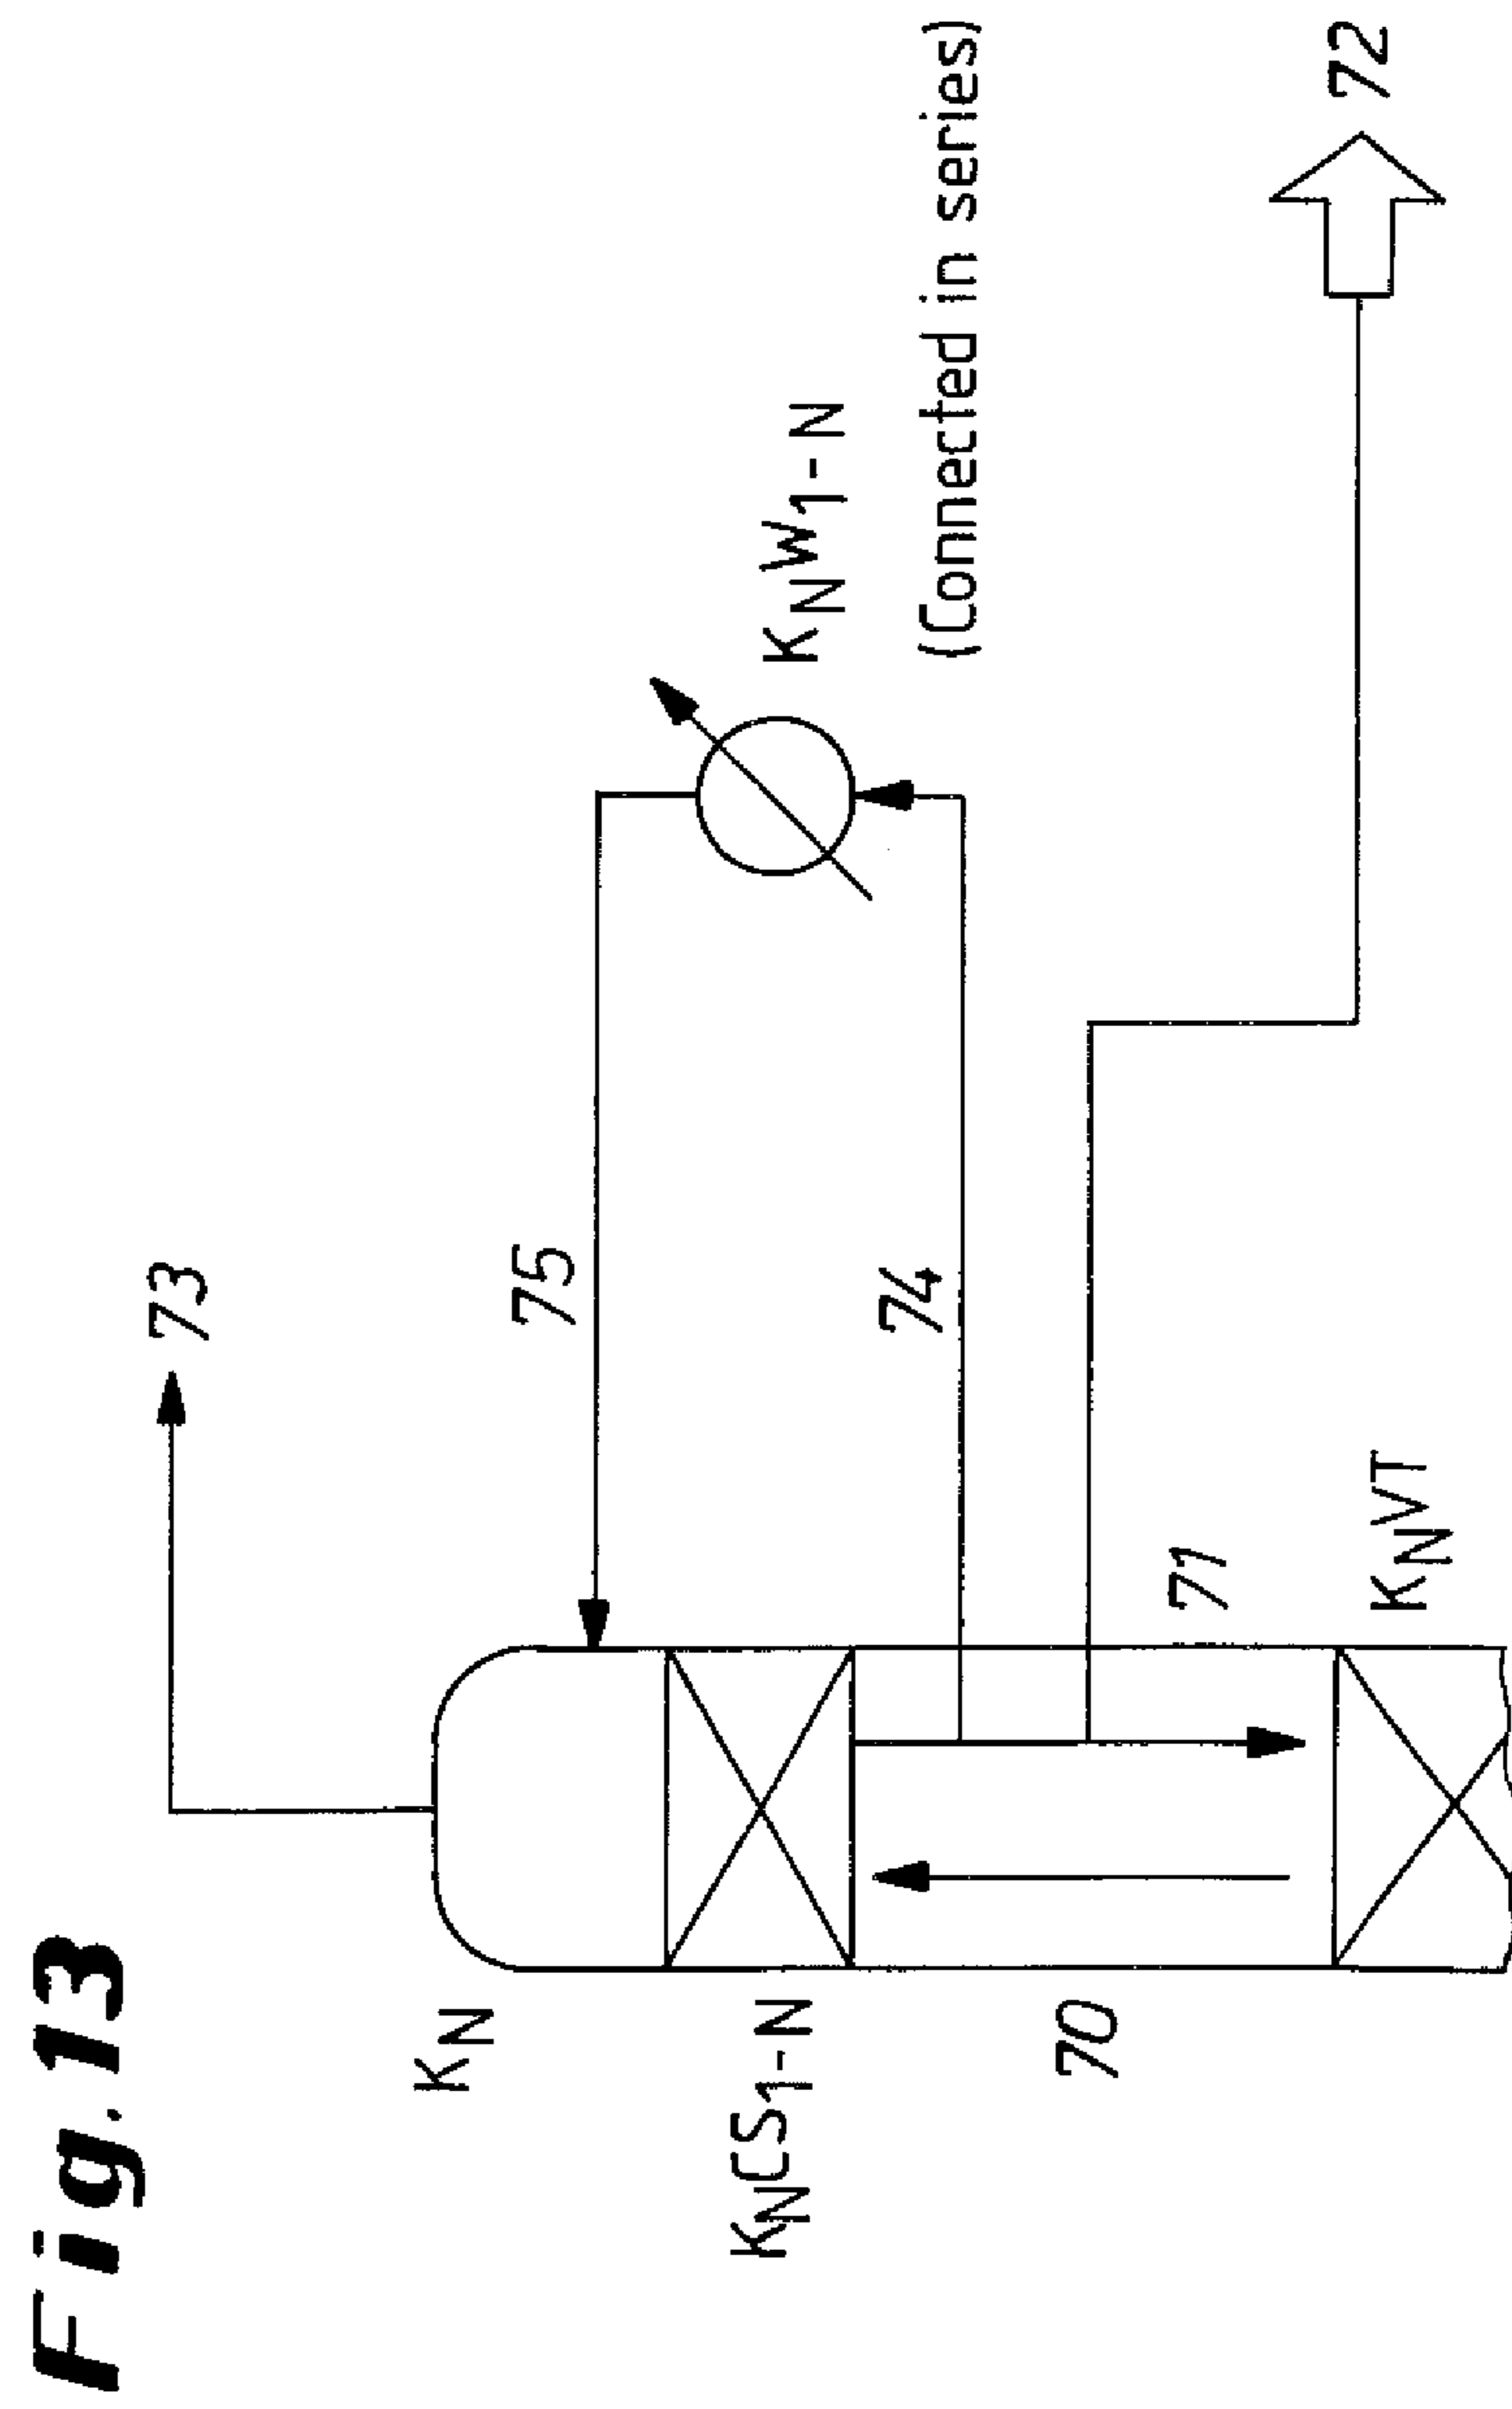 Fig.13
73
K_N
75
K_NW_1-N
K_NCS_1-N
74
(Connected in series)
70
71
K_NVT
72